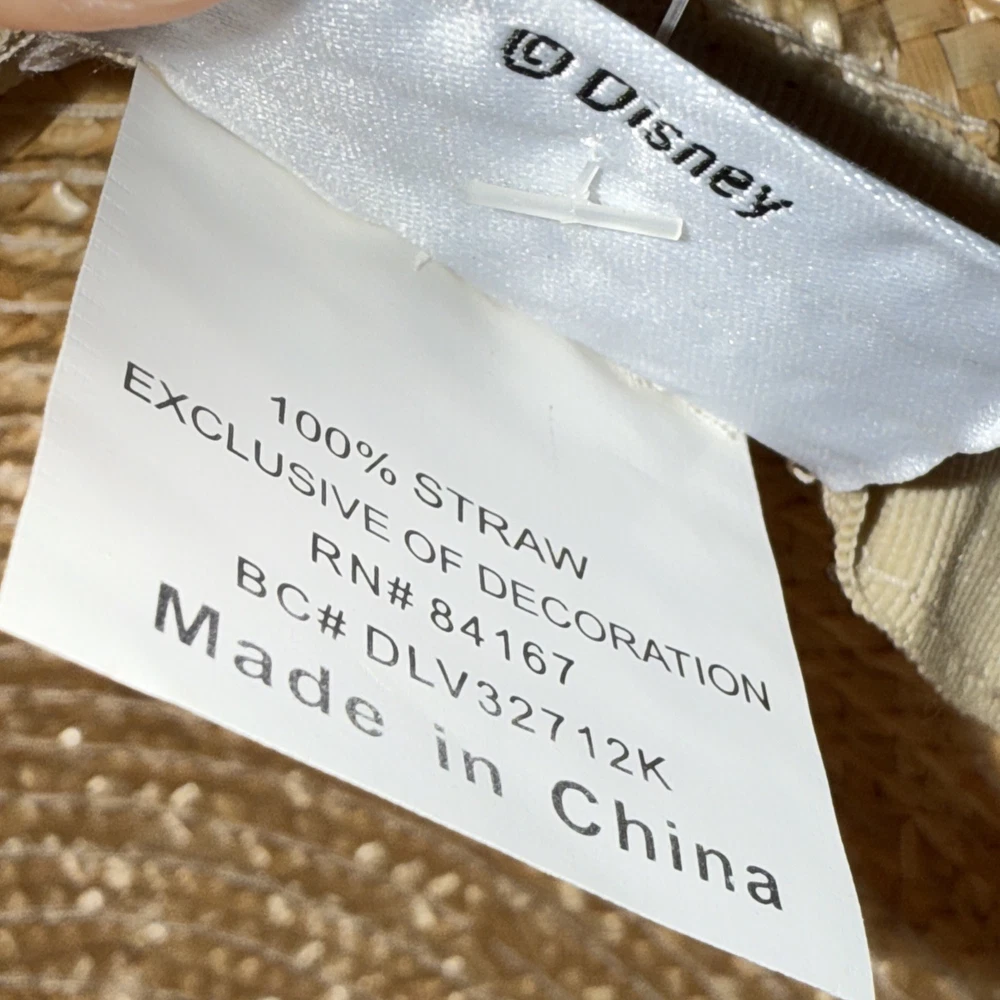 © Disney
100% STRAW
EXCLUSIVE OF DECORATION
RN# 84167
BC# DLV32712K
Made in China